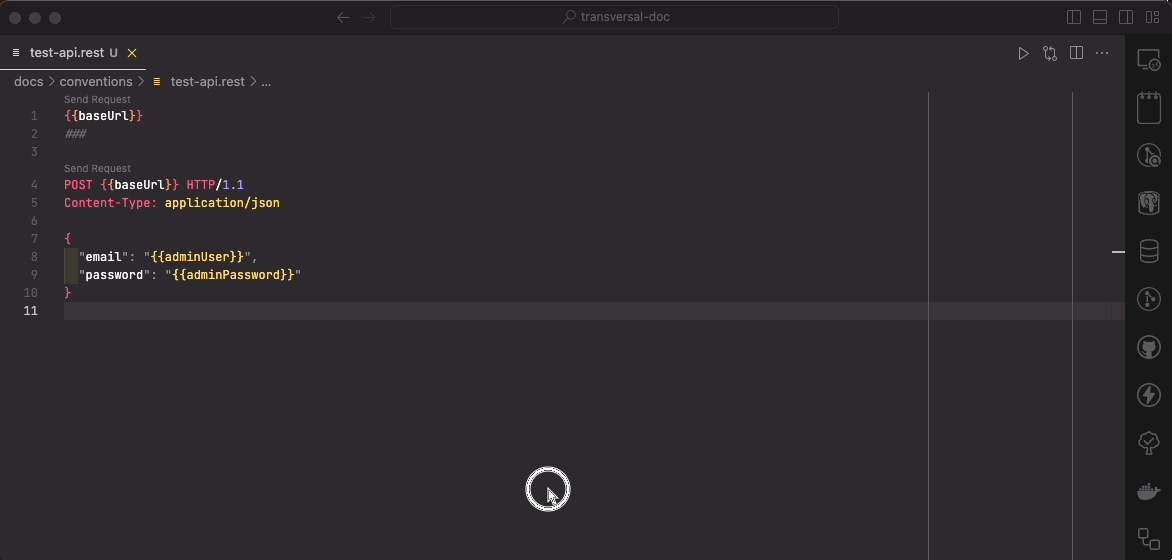 transversal-doc
test-api.rest U
docs > conventions > test-api.rest > ...
Send Request
1 {{baseUrl}}
2 ###
3
Send Request
4 POST {{baseUrl}} HTTP/1.1
5 Content-Type: application/json
6
7 {
8 "email": "{{adminUser}}",
9 "password": "{{adminPassword}}"
10 }
11